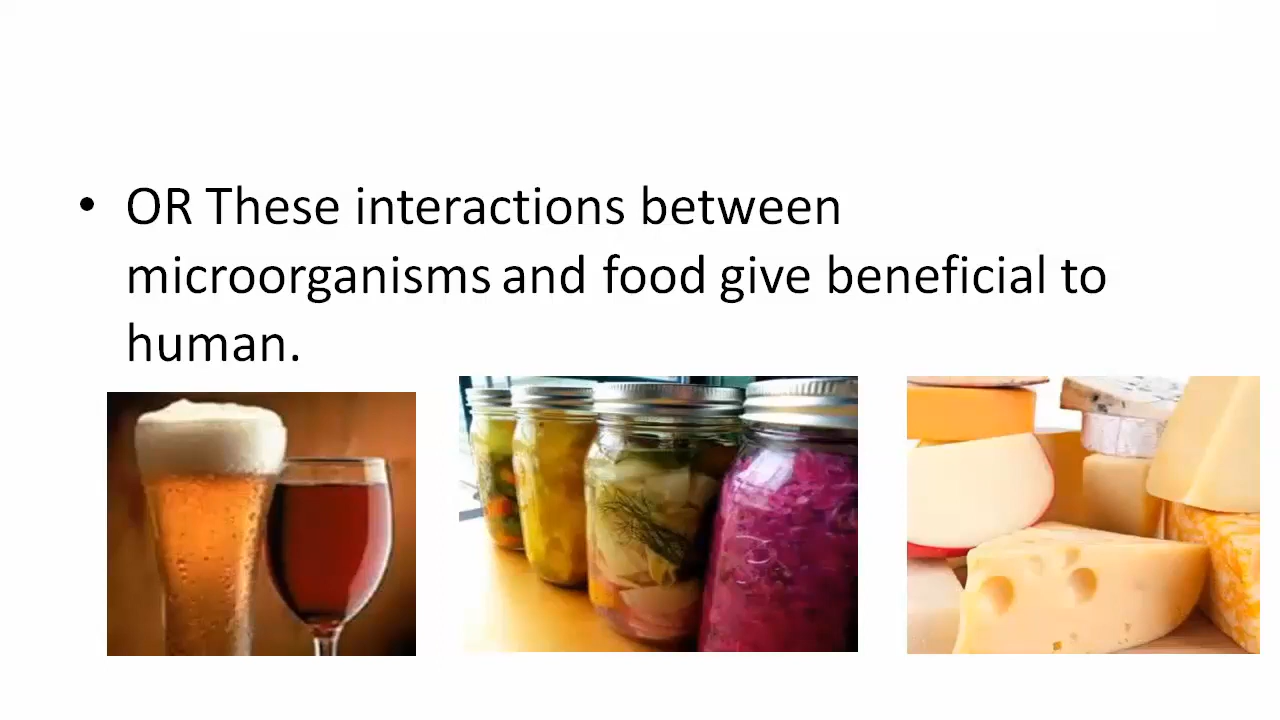 • OR These interactions between
microorganisms and food give beneficial to
human.